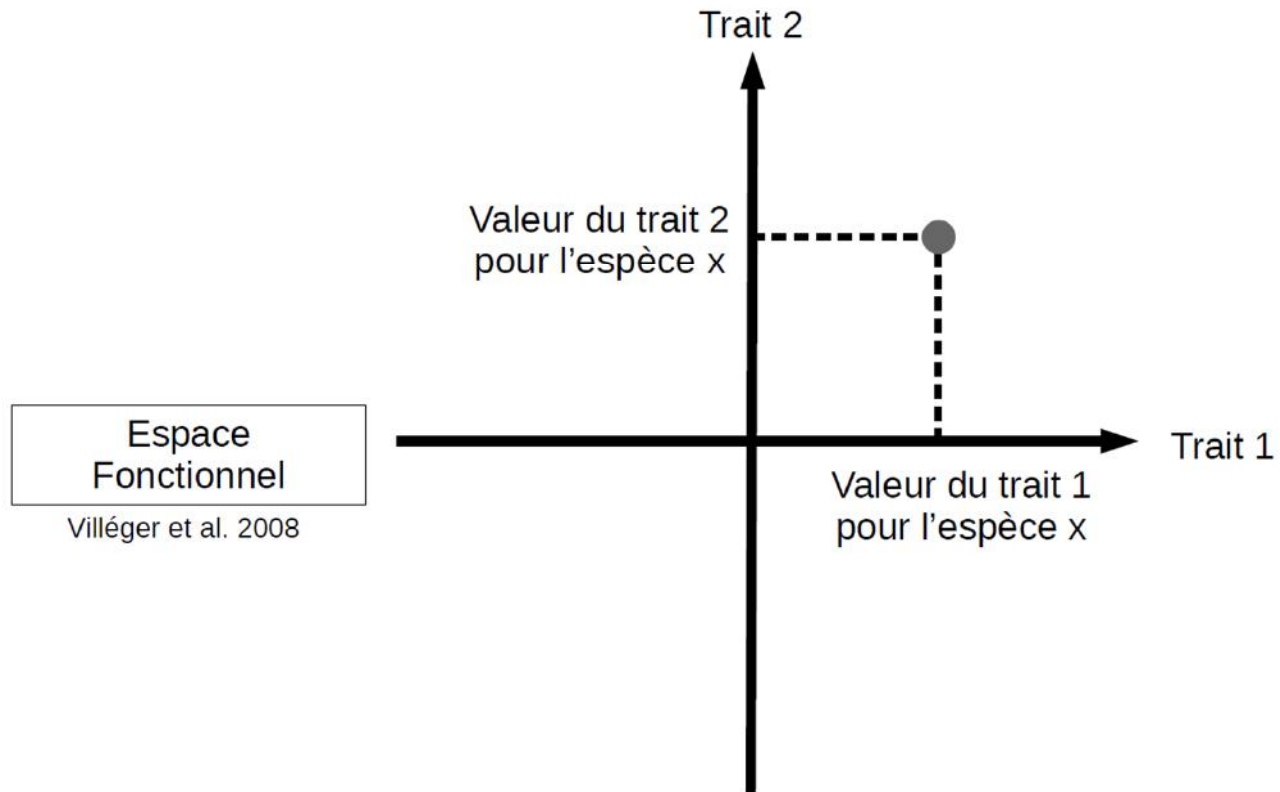 Trait 2
Valeur du trait 2
pour l’espèce x
Espace
Fonctionnel
Villéger et al. 2008
Trait 1
Valeur du trait 1
pour l’espèce x